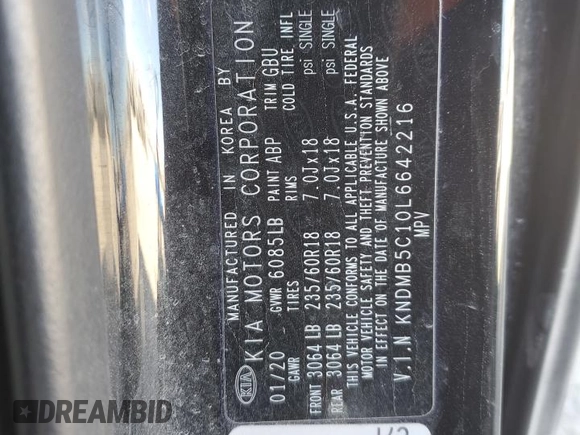 MANUFACTURED IN KOREA BY
KIA KIA MOTORS CORPORATION
01/20 GVWR 6085LB PAINT ABP TRIM GBU
GAWR TIRES RIMS COLD TIRE INFL
FRONT 3064 LB 235/60R18 7.0Jx18 psi SINGLE
REAR 3064 LB 235/60R18 7.0Jx18 psi SINGLE
THIS VEHICLE CONFORMS TO ALL APPLICABLE U.S.A. FEDERAL
MOTOR VEHICLE SAFETY AND THEFT PREVENTION STANDARDS
IN EFFECT ON THE DATE OF MANUFACTURE SHOWN ABOVE
V.I.N KNDMB5C10L6642216
MPV
DREAMBID